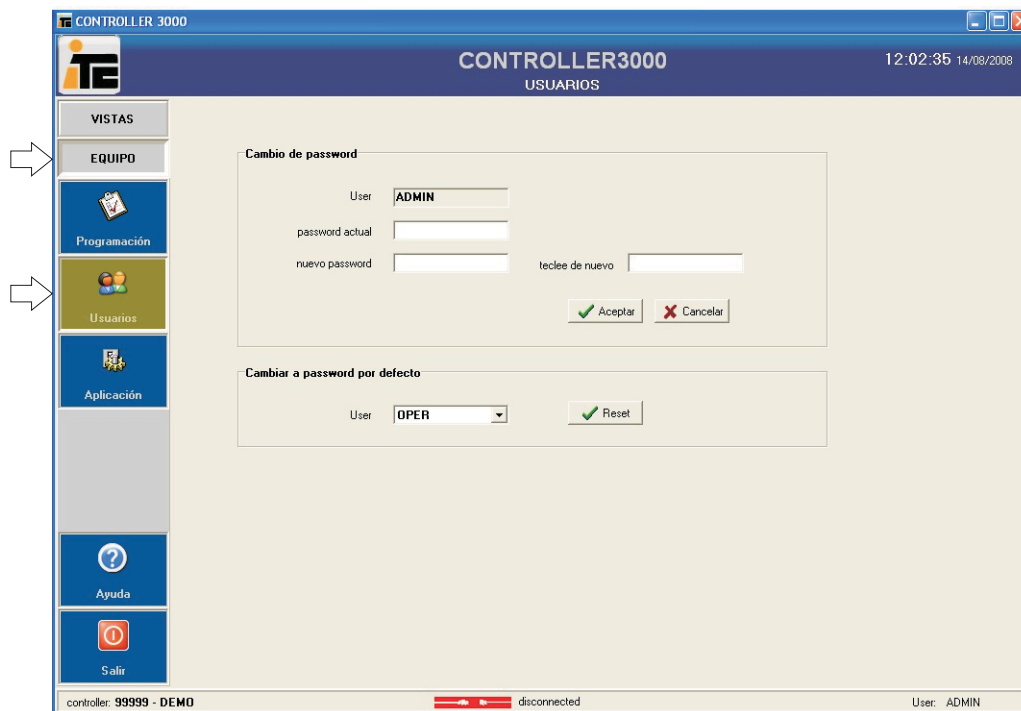 CONTROLLER 3000
iTC
CONTROLLER3000
USUARIOS
12:02:35 14/08/2008
VISTAS
EQUIPO
Programación
Usuarios
Aplicación
Ayuda
Salir
Cambio de password
User ADMIN
password actual
nuevo password teclee de nuevo
Aceptar Cancelar
Cambiar a password por defecto
User OPER Reset
controller: 99999 - DEMO disconnected User: ADMIN